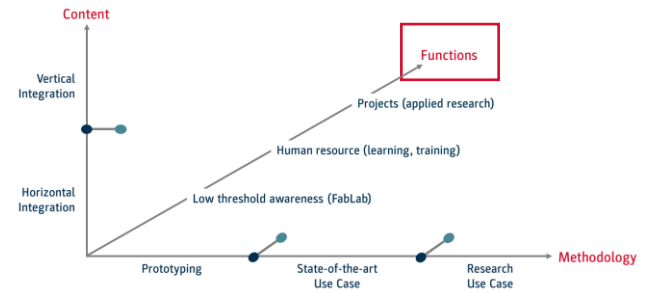 Content
Functions
Vertical
Integration
Projects (applied research)
Human resource (learning, training)
Horizontal
Integration
Low threshold awareness (FabLab)
Methodology
Prototyping
State-of-the-art
Use Case
Research
Use Case